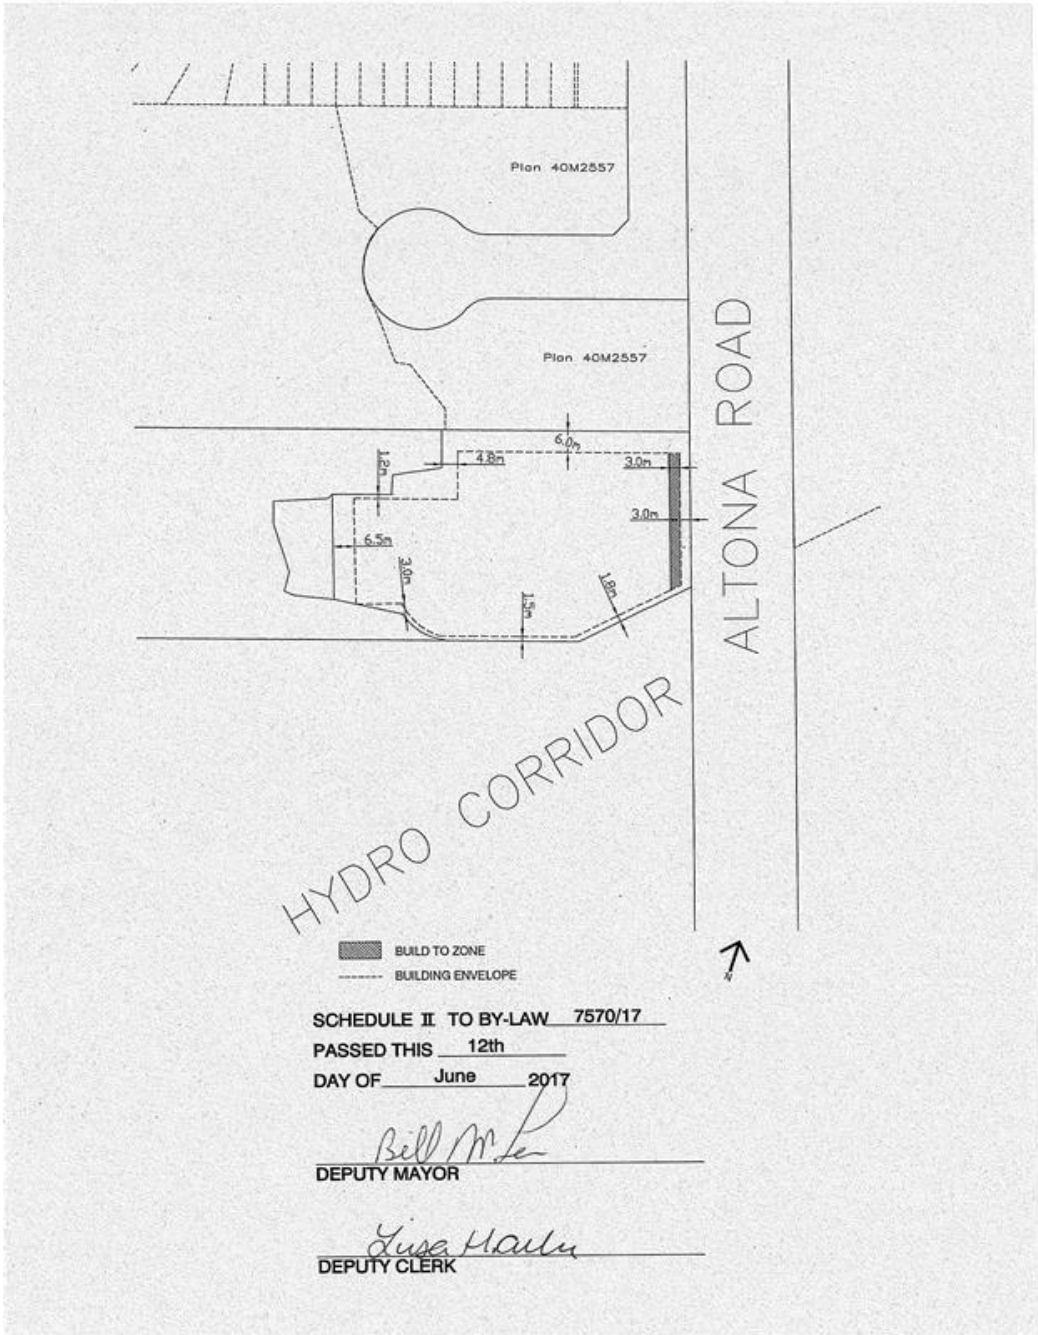 Plan 40M2557
Plan 40M2557
ALTONA ROAD
6.0m
1.2m
4.8m
3.0m
3.0m
6.5m
3.0m
1.5m
1.8m
HYDRO CORRIDOR
BUILD TO ZONE
BUILDING ENVELOPE
N
SCHEDULE II TO BY-LAW 7570/17
PASSED THIS 12th
DAY OF June 2017
Bill
DEPUTY MAYOR
Lisa
DEPUTY CLERK